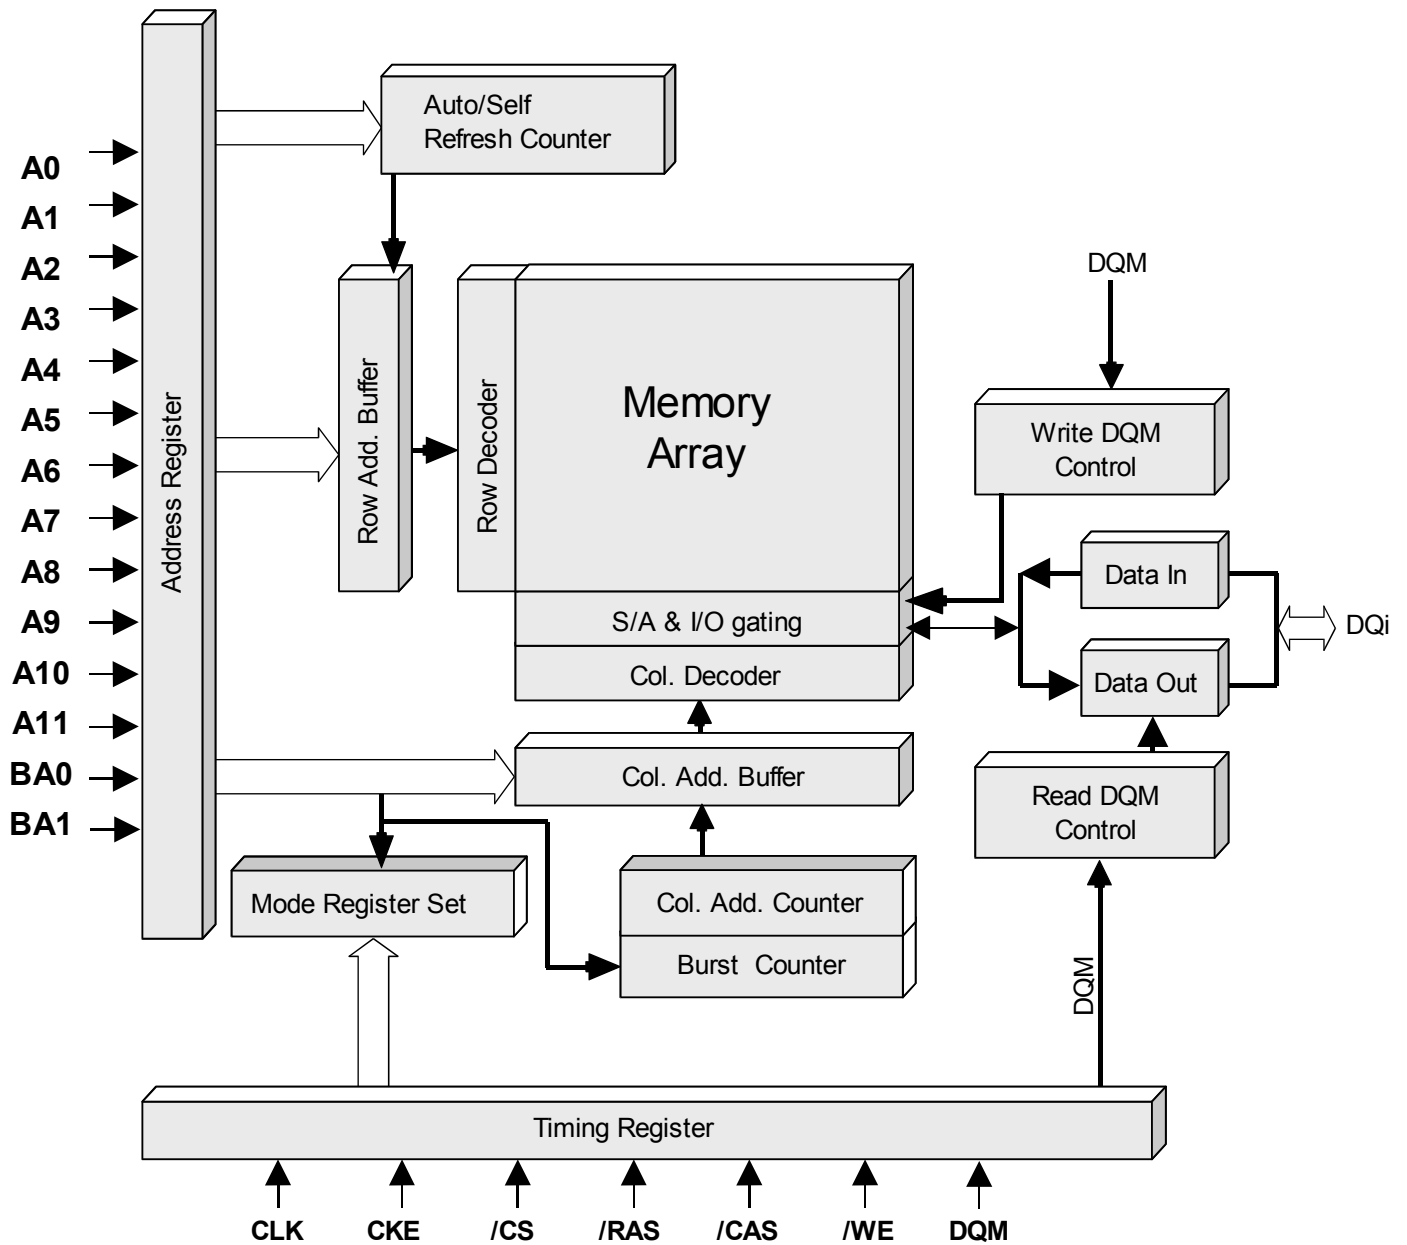 Auto/Self
Refresh Counter
A0
A1
A2
A3
A4
A5
A6
A7
A8
A9
A10
A11
BA0
BA1
Address Register
Row Add. Buffer
Row Decoder
Memory
Array
S/A & I/O gating
Col. Decoder
Col. Add. Buffer
Mode Register Set
Col. Add. Counter
Burst Counter
DQM
Write DQM
Control
Data In
DQi
Data Out
Read DQM
Control
DQM
Timing Register
CLK
CKE
/CS
/RAS
/CAS
/WE
DQM